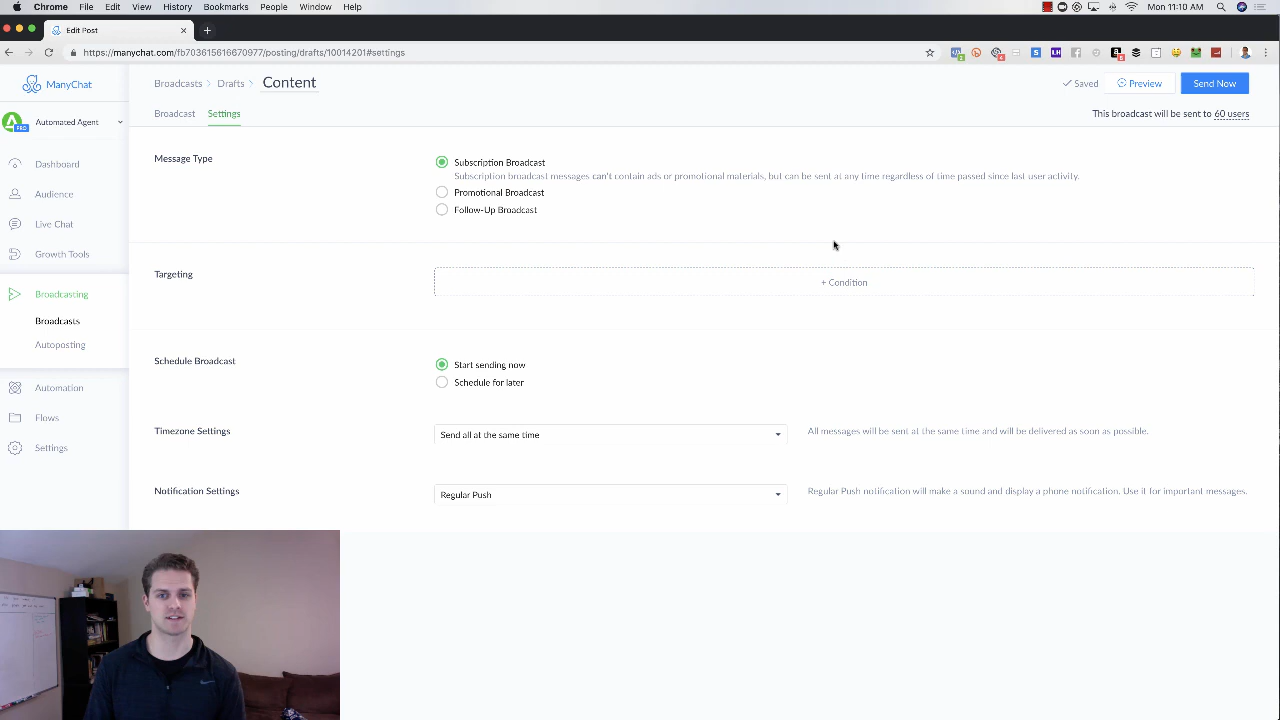 Chrome File Edit View History Bookmarks People Window Help Mon 11:10 AM
Edit Post
https://manychat.com/fb703615616670977/posting/drafts/10014201#settings
ManyChat
Broadcasts Drafts Content
Saved Preview Send Now
Broadcast Settings
This broadcast will be sent to 60 users
Automated Agent
PRO
Dashboard
Audience
Live Chat
Growth Tools
Broadcasting
Broadcasts
Autoposting
Automation
Flows
Settings
Message Type
Subscription Broadcast
Subscription broadcast messages can't contain ads or promotional materials, but can be sent at any time regardless of time passed since last user activity.
Promotional Broadcast
Follow-Up Broadcast
Targeting
+ Condition
Schedule Broadcast
Start sending now
Schedule for later
Timezone Settings
Send all at the same time
All messages will be sent at the same time and will be delivered as soon as possible.
Notification Settings
Regular Push
Regular Push notification will make a sound and display a phone notification. Use it for important messages.